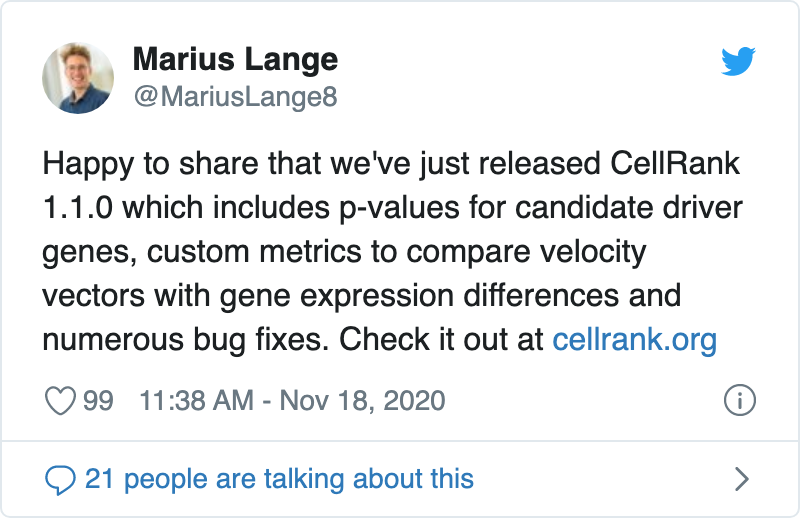 Marius Lange
@MariusLange8
Happy to share that we've just released CellRank
1.1.0 which includes p-values for candidate driver
genes, custom metrics to compare velocity
vectors with gene expression differences and
numerous bug fixes. Check it out at cellrank.org
99 11:38 AM - Nov 18, 2020
21 people are talking about this